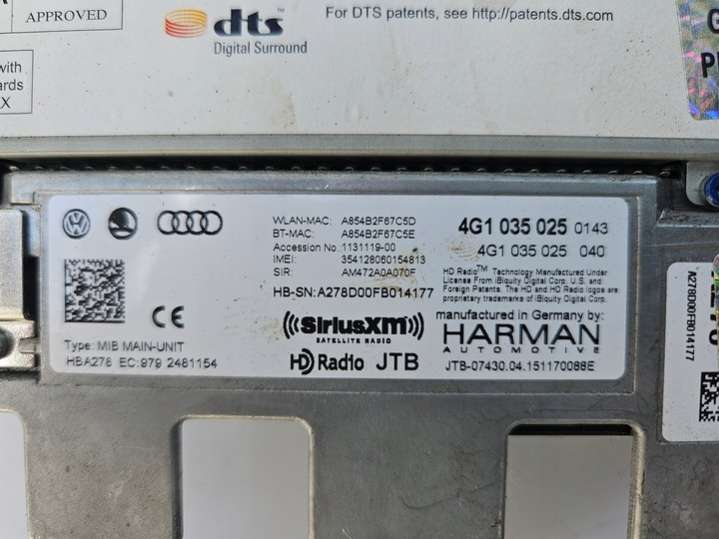 APPROVED
dts
Digital Surround
For DTS patents, see http://patents.dts.com
with
X
WLAN-MAC: A854B2F67C5D
BT-MAC: A854B2F67C5E
Accession No.: 1131119-00
IMEI: 354128060154813
SIR: AM472A0A070F
HB-SN:A278D00FB014177
4G1 035 025 0143
4G1 035 025 040
HD Radio™ Technology Manufactured Under
License From iBiquity Digital Corp. U.S. and
Foreign Patents. The HD and HD Radio logos are
proprietary trademarks of iBiquity Digital Corp.
CE
Type: MIB MAIN-UNIT
HBA278 EC:979 2481154
SiriusXM
SATELLITE RADIO
HD Radio JTB
manufactured in Germany by:
HARMAN
AUTOMOTIVE
JTB-07430.04.151170088E
A278D00FB014177